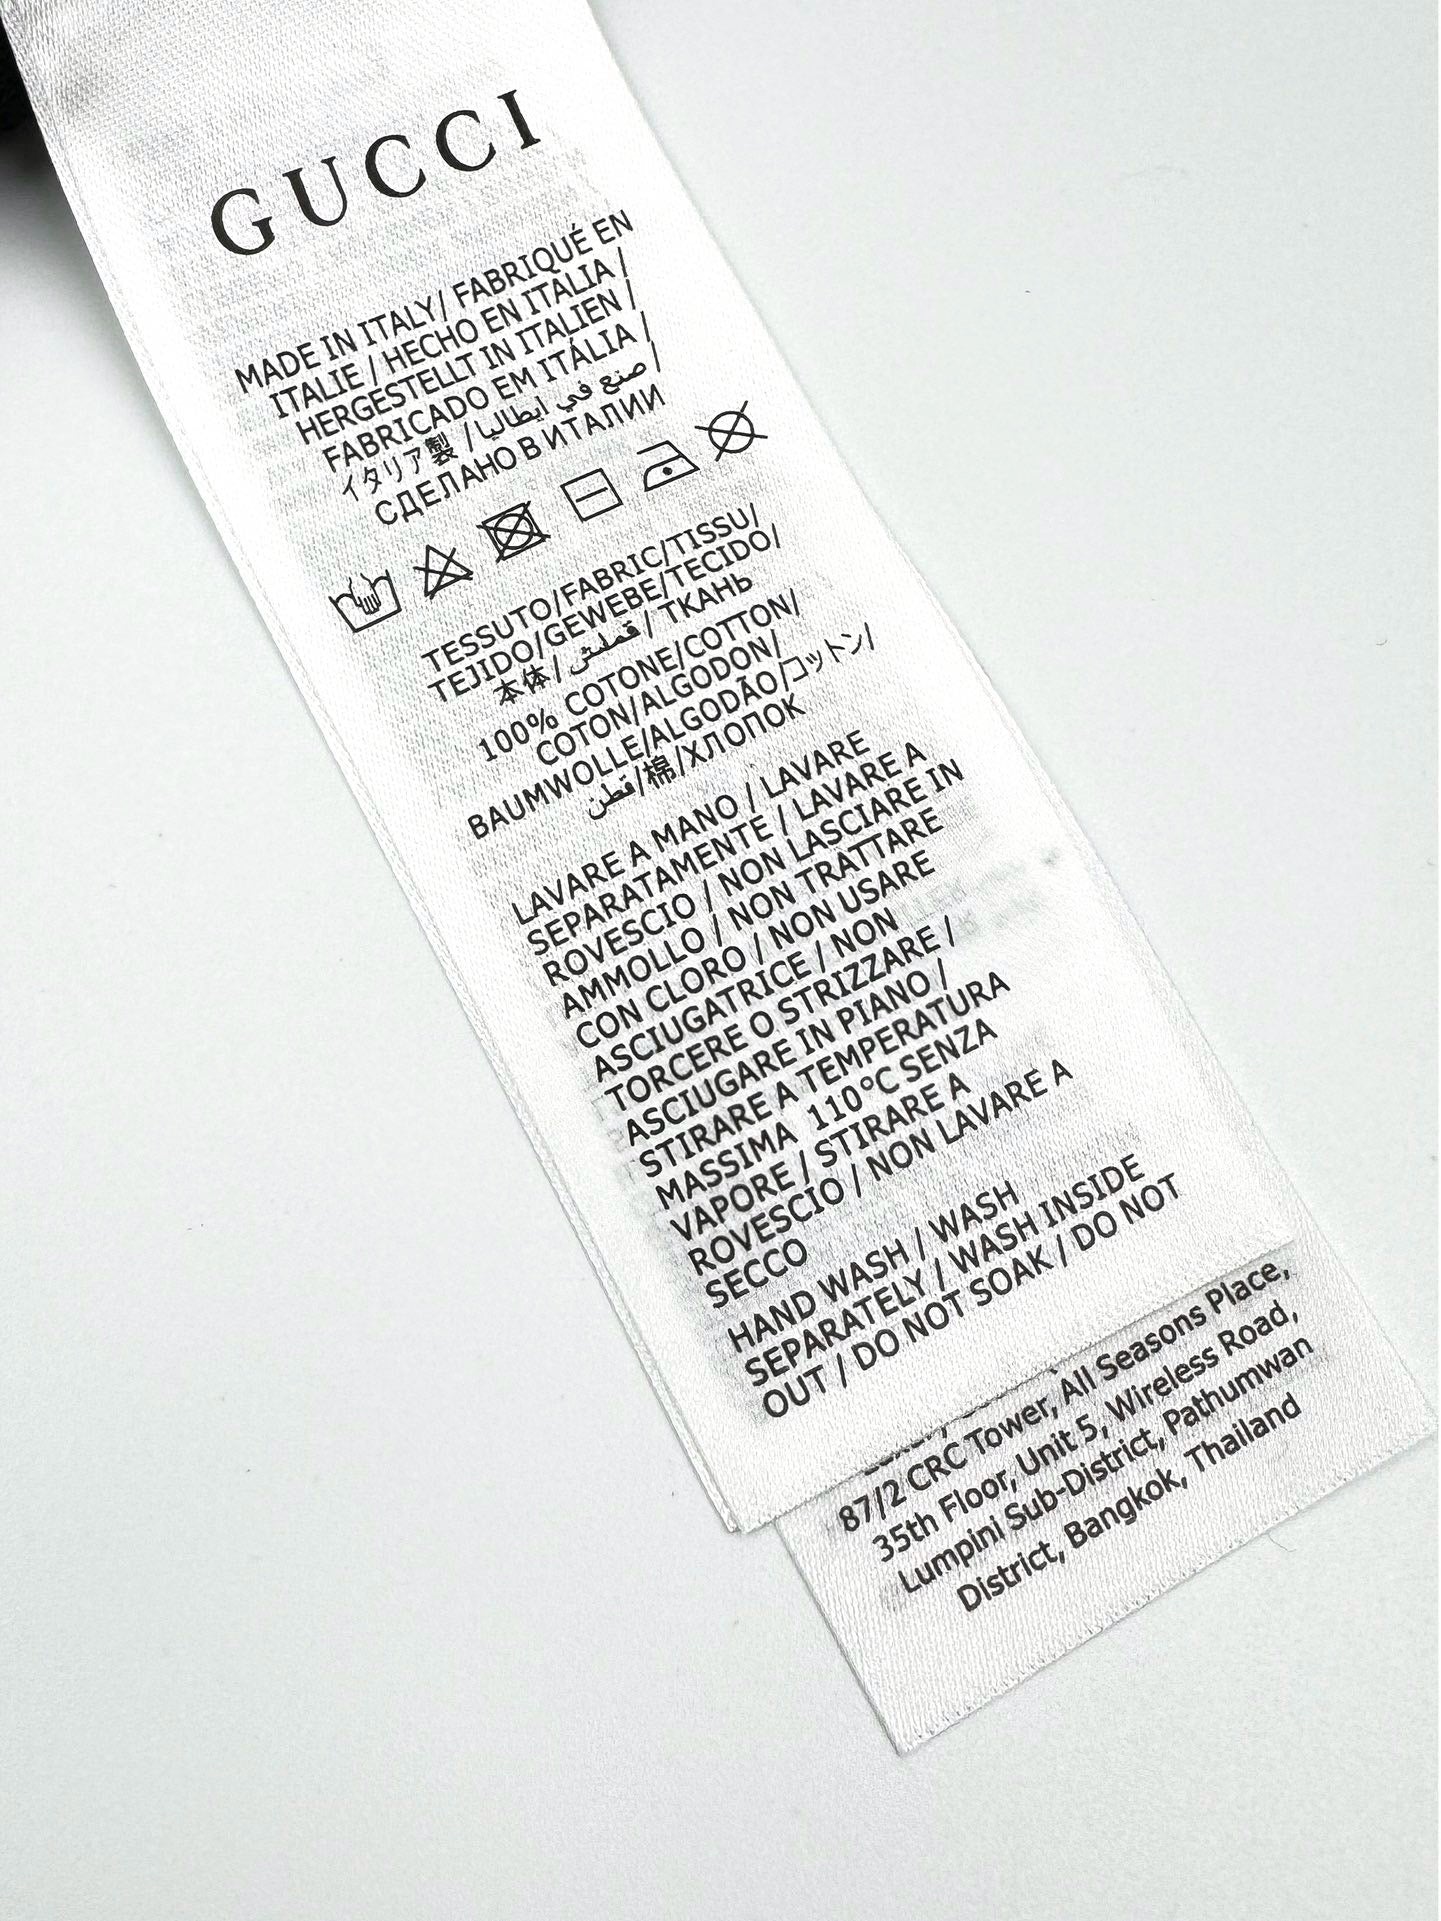 GUCCI
MADE IN ITALY/ FABRIQUÉ EN
ITALIE / HECHO EN ITALIA /
HERGESTELLT IN ITALIEN /
FABRICADO EM ITÁLIA /
イタリア製 /صنع في ايطاليا /
СДЕЛАНО В ИТАЛИИ
TESSUTO/FABRIC/TISSU/
TEJIDO/GEWEBE/TECIDO/
本体/ قماش/ ТКАНЬ
100% COTONE/COTTON/
COTON/ALGODON/
BAUMWOLLE/ALGODÃO/コットン/
قطن/棉/ХЛОПОК
LAVARE A MANO / LAVARE
SEPARATAMENTE / LAVARE A
ROVESCIO / NON LASCIARE IN
AMMOLLO / NON TRATTARE
CON CLORO / NON USARE
ASCIUGATRICE / NON
TORCERE O STRIZZARE /
ASCIUGARE IN PIANO /
STIRARE A TEMPERATURA
MASSIMA 110°C SENZA
VAPORE / STIRARE A
ROVESCIO / NON LAVARE A
SECCO
HAND WASH / WASH
SEPARATELY / WASH INSIDE
OUT / DO NOT SOAK / DO NOT
87/2 CRC Tower, All Seasons Place,
35th Floor, Unit 5, Wireless Road,
Lumpini Sub-District, Pathumwan
District, Bangkok, Thailand